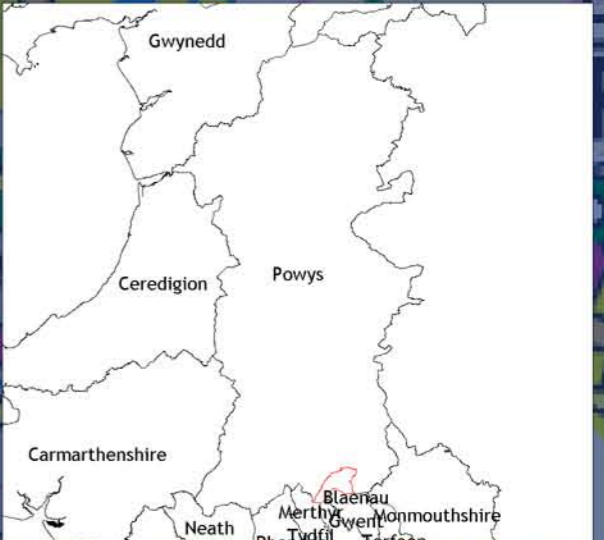 Gwynedd
Powys
Ceredigion
Carmarthenshire
Blaenau
Gwent
Merthyr
Tydfil
Monmouthshire
Neath